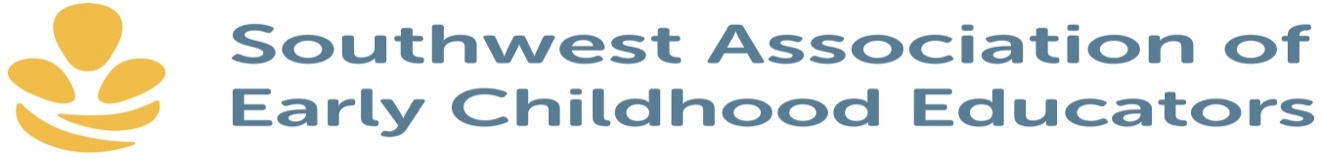 Southwest Association of
Early Childhood Educators